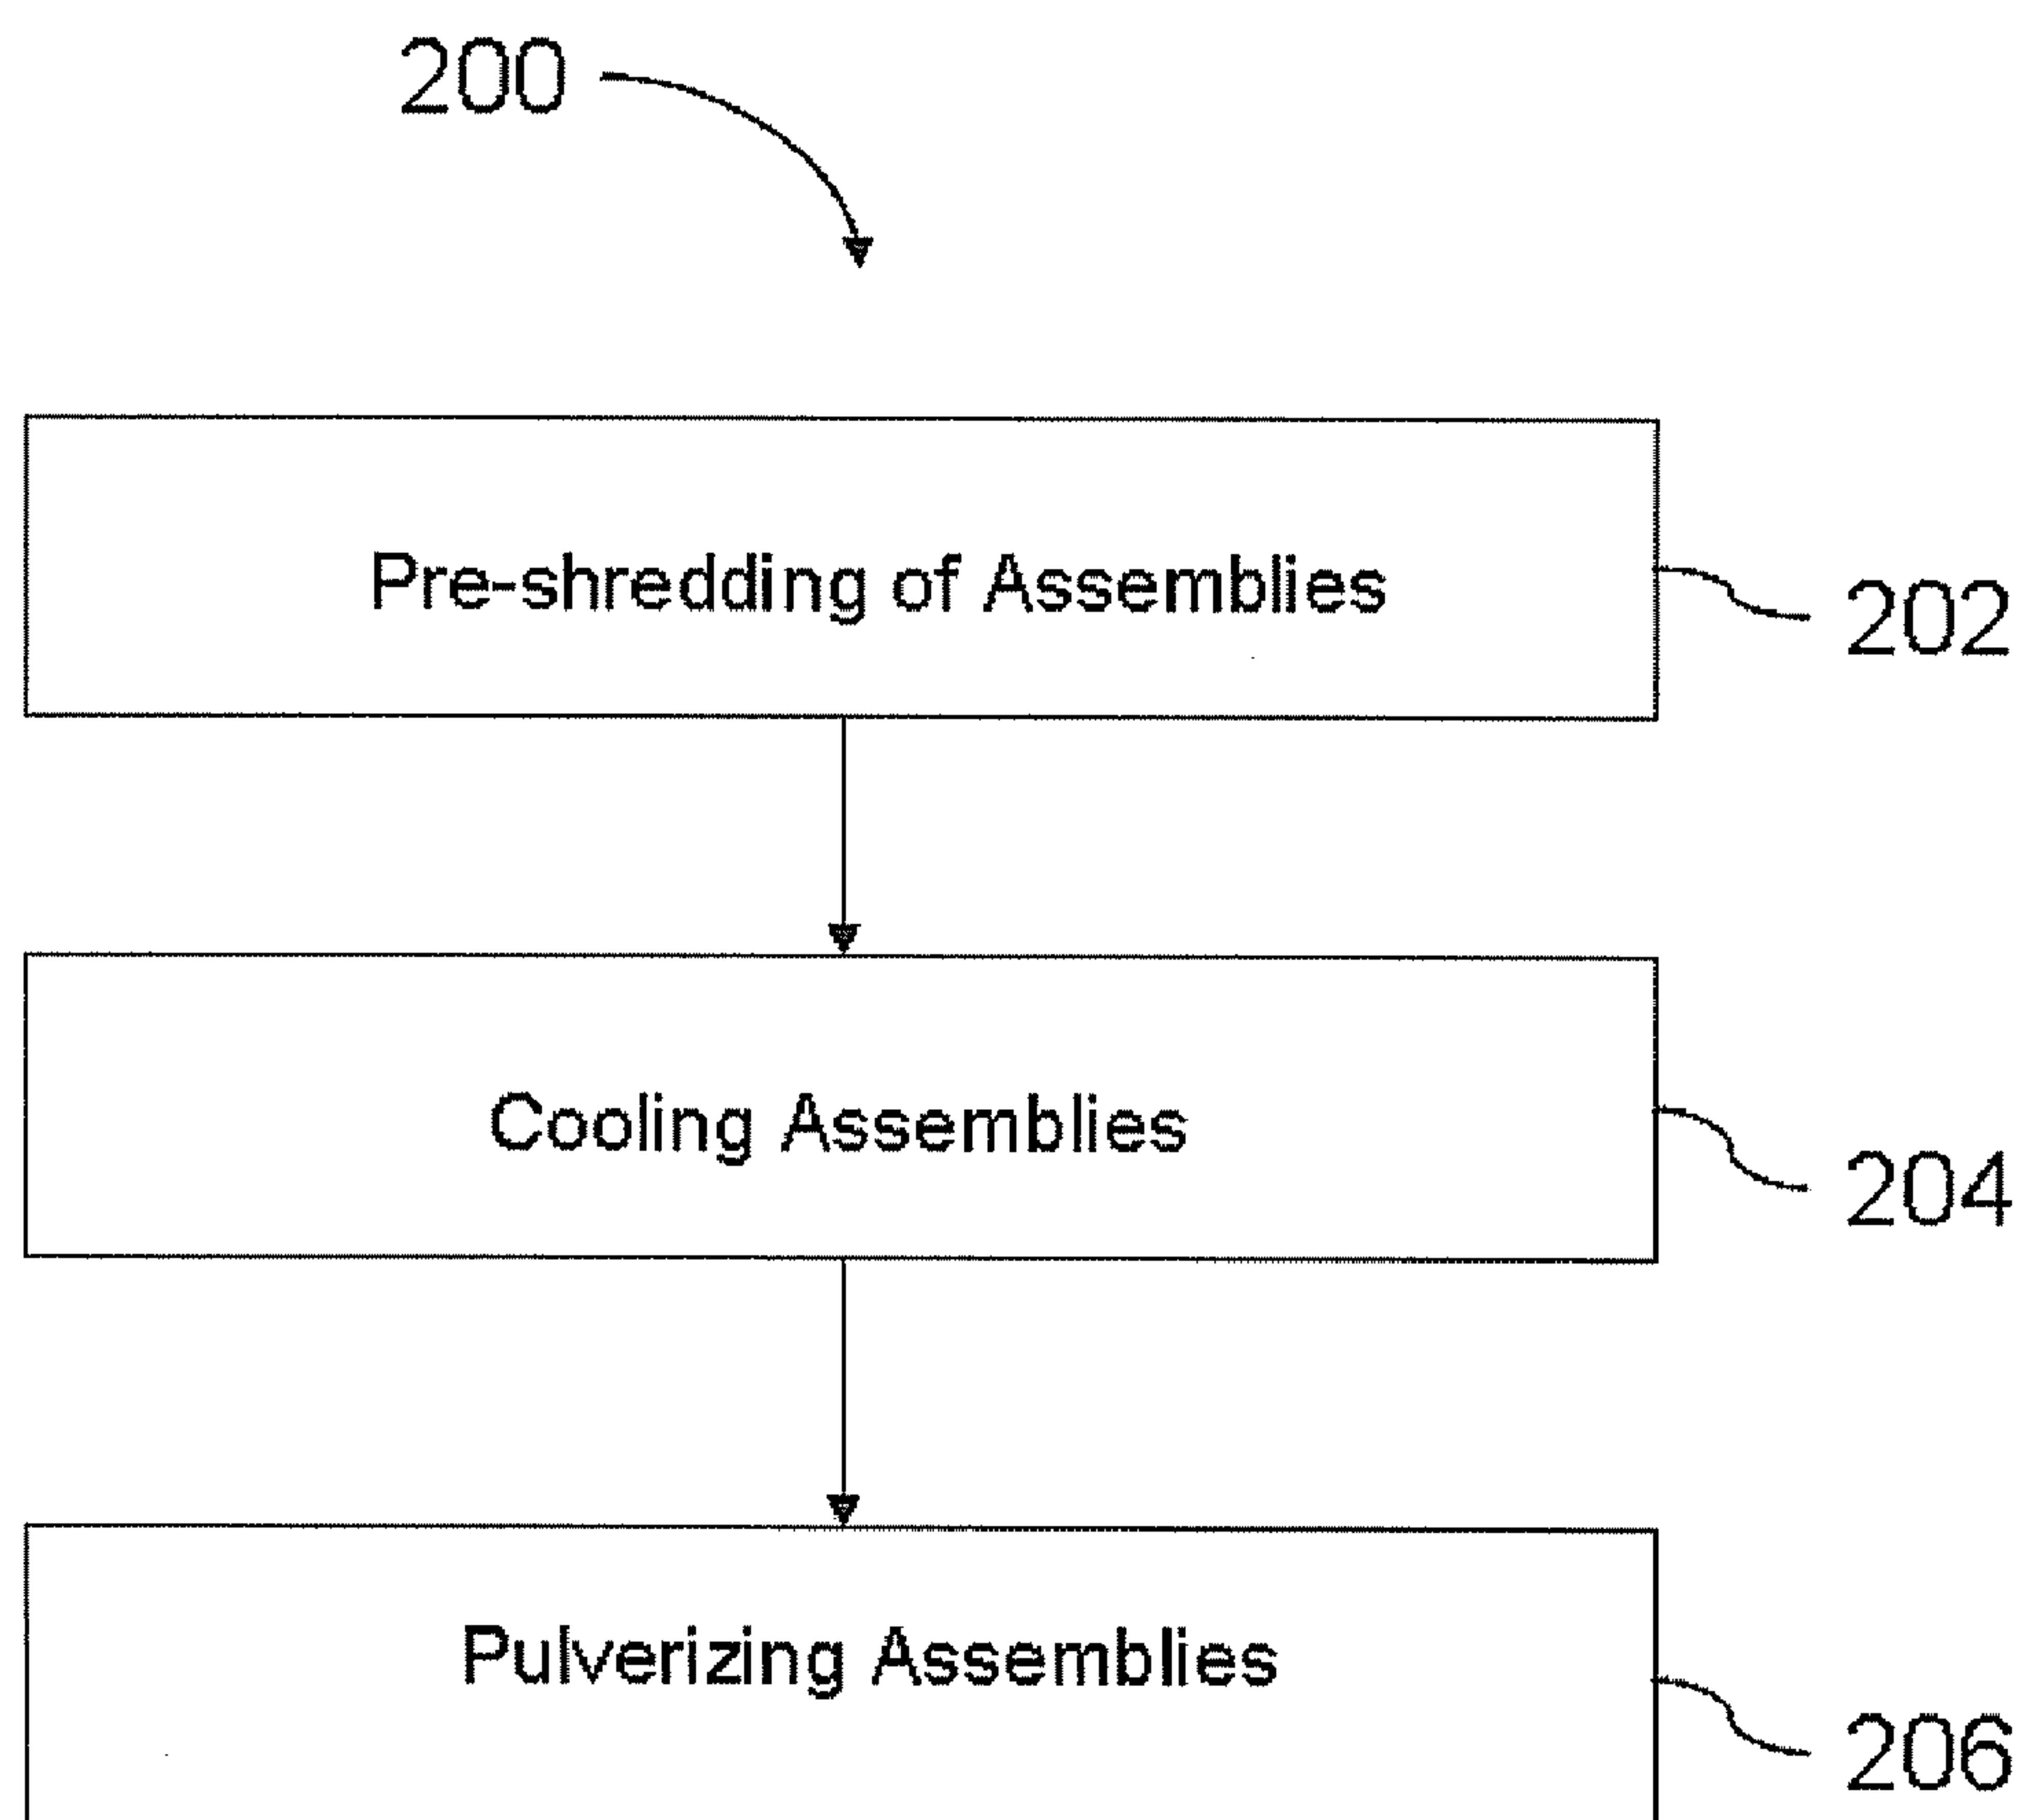 200
Pre-shredding of Assemblies
202
Cooling Assemblies
204
Pulverizing Assemblies
206